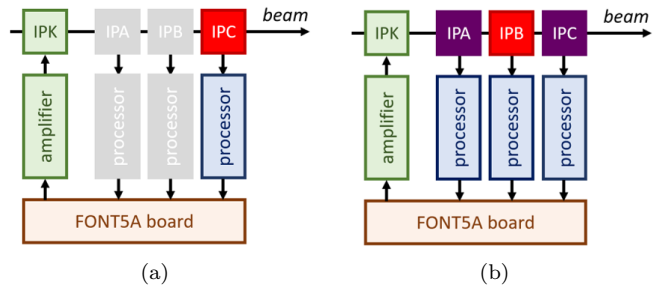 beam
IPK IPA IPB IPC
amplifier processor processor processor
FONT5A board
(a)
beam
IPK IPA IPB IPC
amplifier processor processor processor
FONT5A board
(b)